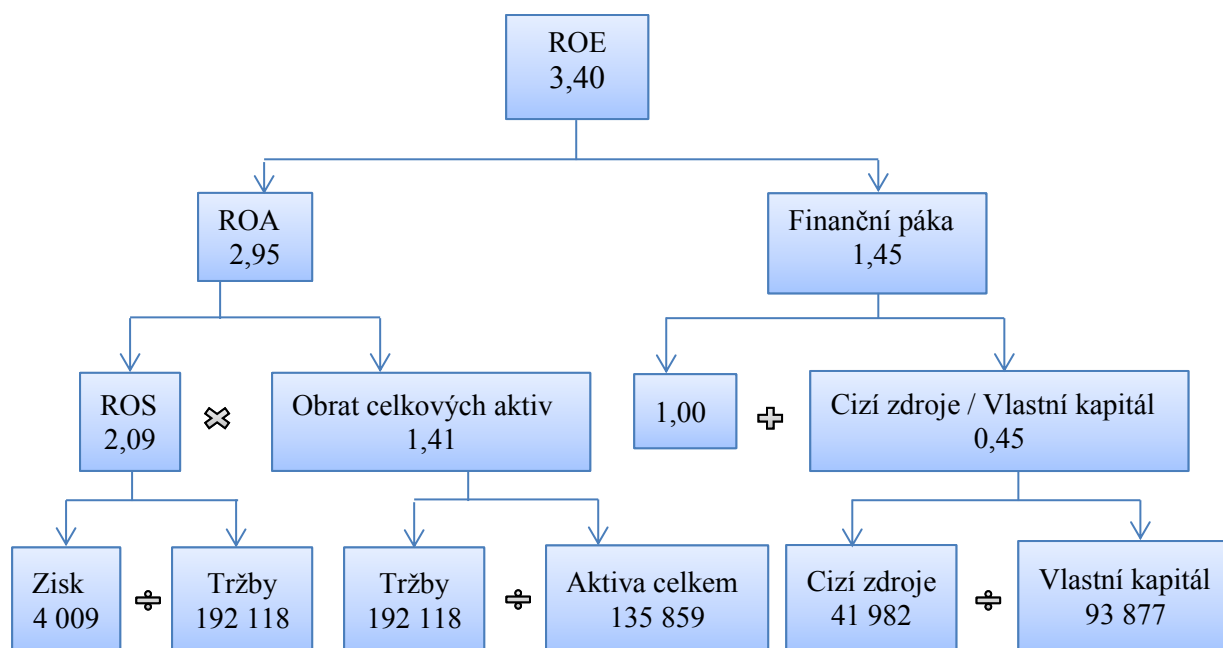 ROE
3,40
ROA
2,95
Finanční páka
1,45
ROS
2,09
Obrat celkových aktiv
1,41
1,00
Cizí zdroje / Vlastní kapitál
0,45
Zisk
4 009
Tržby
192 118
Tržby
192 118
Aktiva celkem
135 859
Cizí zdroje
41 982
Vlastní kapitál
93 877